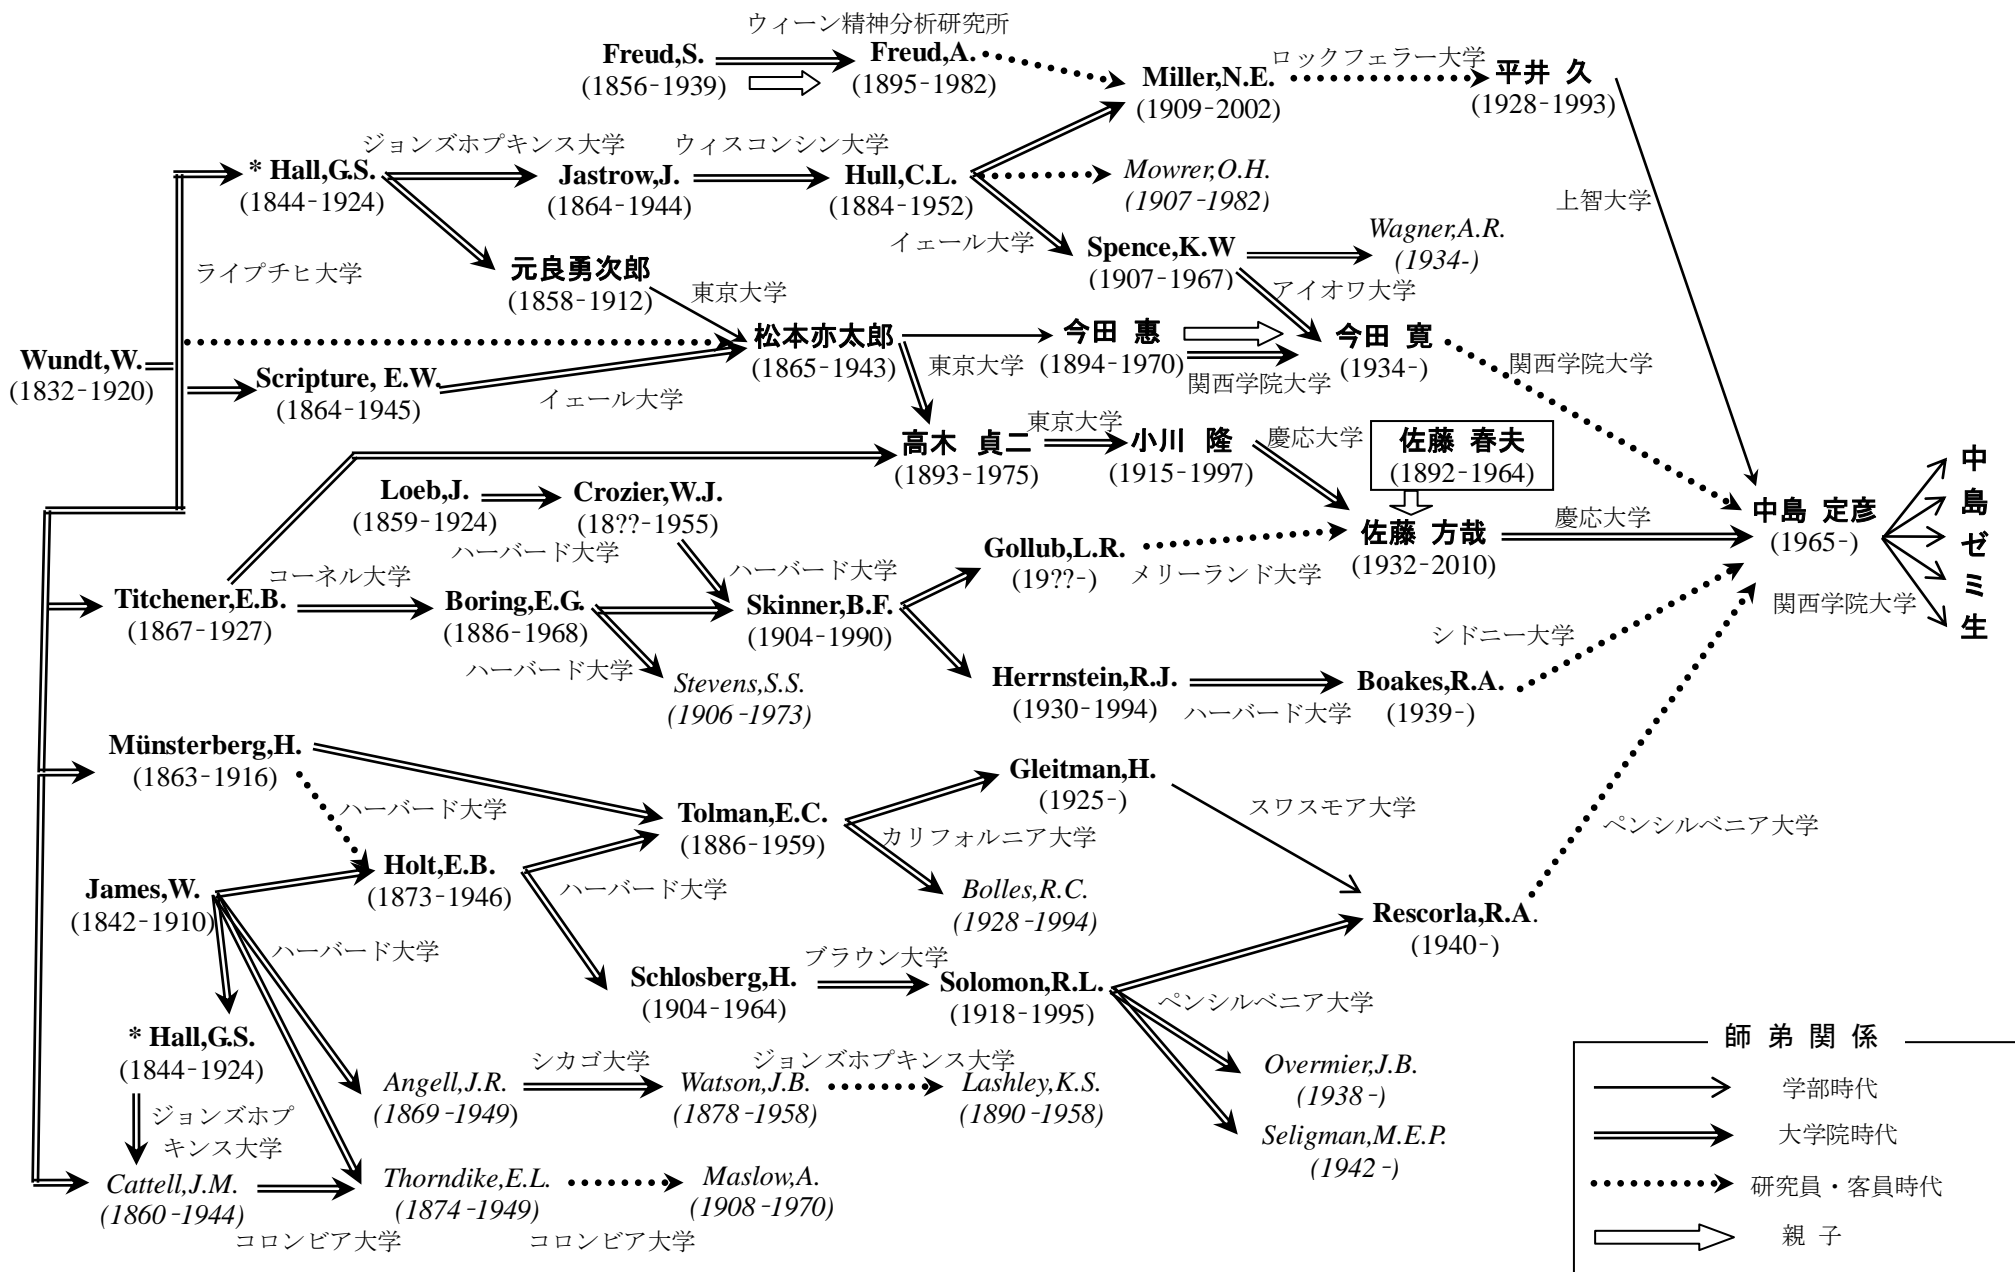 ウィーン精神分析研究所
Freud,S.
(1856-1939)
Freud,A.
(1895-1982)
Miller,N.E.
(1909-2002)
ロックフェラー大学
平井 久
(1928-1993)
ジョンズホプキンス大学
ウィスコンシン大学
* Hall,G.S.
(1844-1924)
Jastrow,J.
(1864-1944)
Hull,C.L.
(1884-1952)
Mowrer,O.H.
(1907-1982)
上智大学
イェール大学
Spence,K.W
(1907-1967)
Wagner,A.R.
(1934-)
ライプチヒ大学
元良勇次郎
(1858-1912)
東京大学
アイオワ大学
Wundt,W.
(1832-1920)
松本亦太郎
(1865-1943)
今田 惠
(1894-1970)
今田 寛
(1934-)
東京大学
関西学院大学
関西学院大学
Scripture, E.W.
(1864-1945)
イェール大学
高木 貞二
(1893-1975)
東京大学
小川 隆
(1915-1997)
慶応大学
佐藤 春夫
(1892-1964)
Loeb,J.
(1859-1924)
Crozier,W.J.
(18??-1955)
ハーバード大学
ハーバード大学
Gollub,L.R.
(19??-)
メリーランド大学
佐藤 方哉
(1932-2010)
慶応大学
中島 定彦
(1965-)
中
島
ゼ
ミ
生
関西学院大学
コーネル大学
Titchener,E.B.
(1867-1927)
Boring,E.G.
(1886-1968)
Skinner,B.F.
(1904-1990)
ハーバード大学
Stevens,S.S.
(1906-1973)
Herrnstein,R.J.
(1930-1994)
ハーバード大学
Boakes,R.A.
(1939-)
シドニー大学
Münsterberg,H.
(1863-1916)
ハーバード大学
Tolman,E.C.
(1886-1959)
Gleitman,H.
(1925-)
スワスモア大学
カリフォルニア大学
ペンシルベニア大学
James,W.
(1842-1910)
Holt,E.B.
(1873-1946)
ハーバード大学
Bolles,R.C.
(1928-1994)
Rescorla,R.A.
(1940-)
ハーバード大学
Schlosberg,H.
(1904-1964)
ブラウン大学
Solomon,R.L.
(1918-1995)
ペンシルベニア大学
* Hall,G.S.
(1844-1924)
ジョンズホプ
キンス大学
Angell,J.R.
(1869-1949)
シカゴ大学
Watson,J.B.
(1878-1958)
ジョンズホプキンス大学
Lashley,K.S.
(1890-1958)
Overmier,J.B.
(1938-)
Seligman,M.E.P.
(1942-)
Cattell,J.M.
(1860-1944)
コロンビア大学
Thorndike,E.L.
(1874-1949)
コロンビア大学
Maslow,A.
(1908-1970)
師弟関係
学部時代
大学院時代
研究員・客員時代
親 子